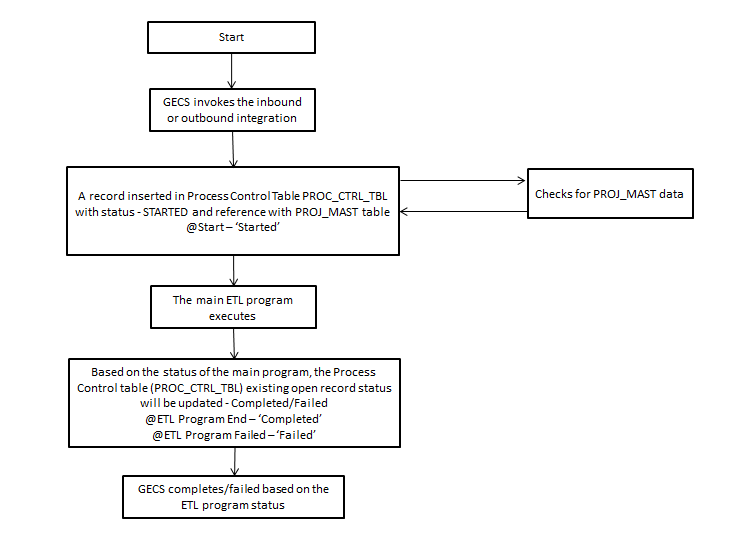 Start
GECS invokes the inbound
or outbound integration
A record inserted in Process Control Table PROC_CTRL_TBL
with status - STARTED and reference with PROJ_MAST table
@Start – ‘Started’
Checks for PROJ_MAST data
The main ETL program
executes
Based on the status of the main program, the Process
Control table (PROC_CTRL_TBL) existing open record status
will be updated - Completed/Failed
@ETL Program End – ‘Completed’
@ETL Program Failed – ‘Failed’
GECS completes/failed based on the
ETL program status